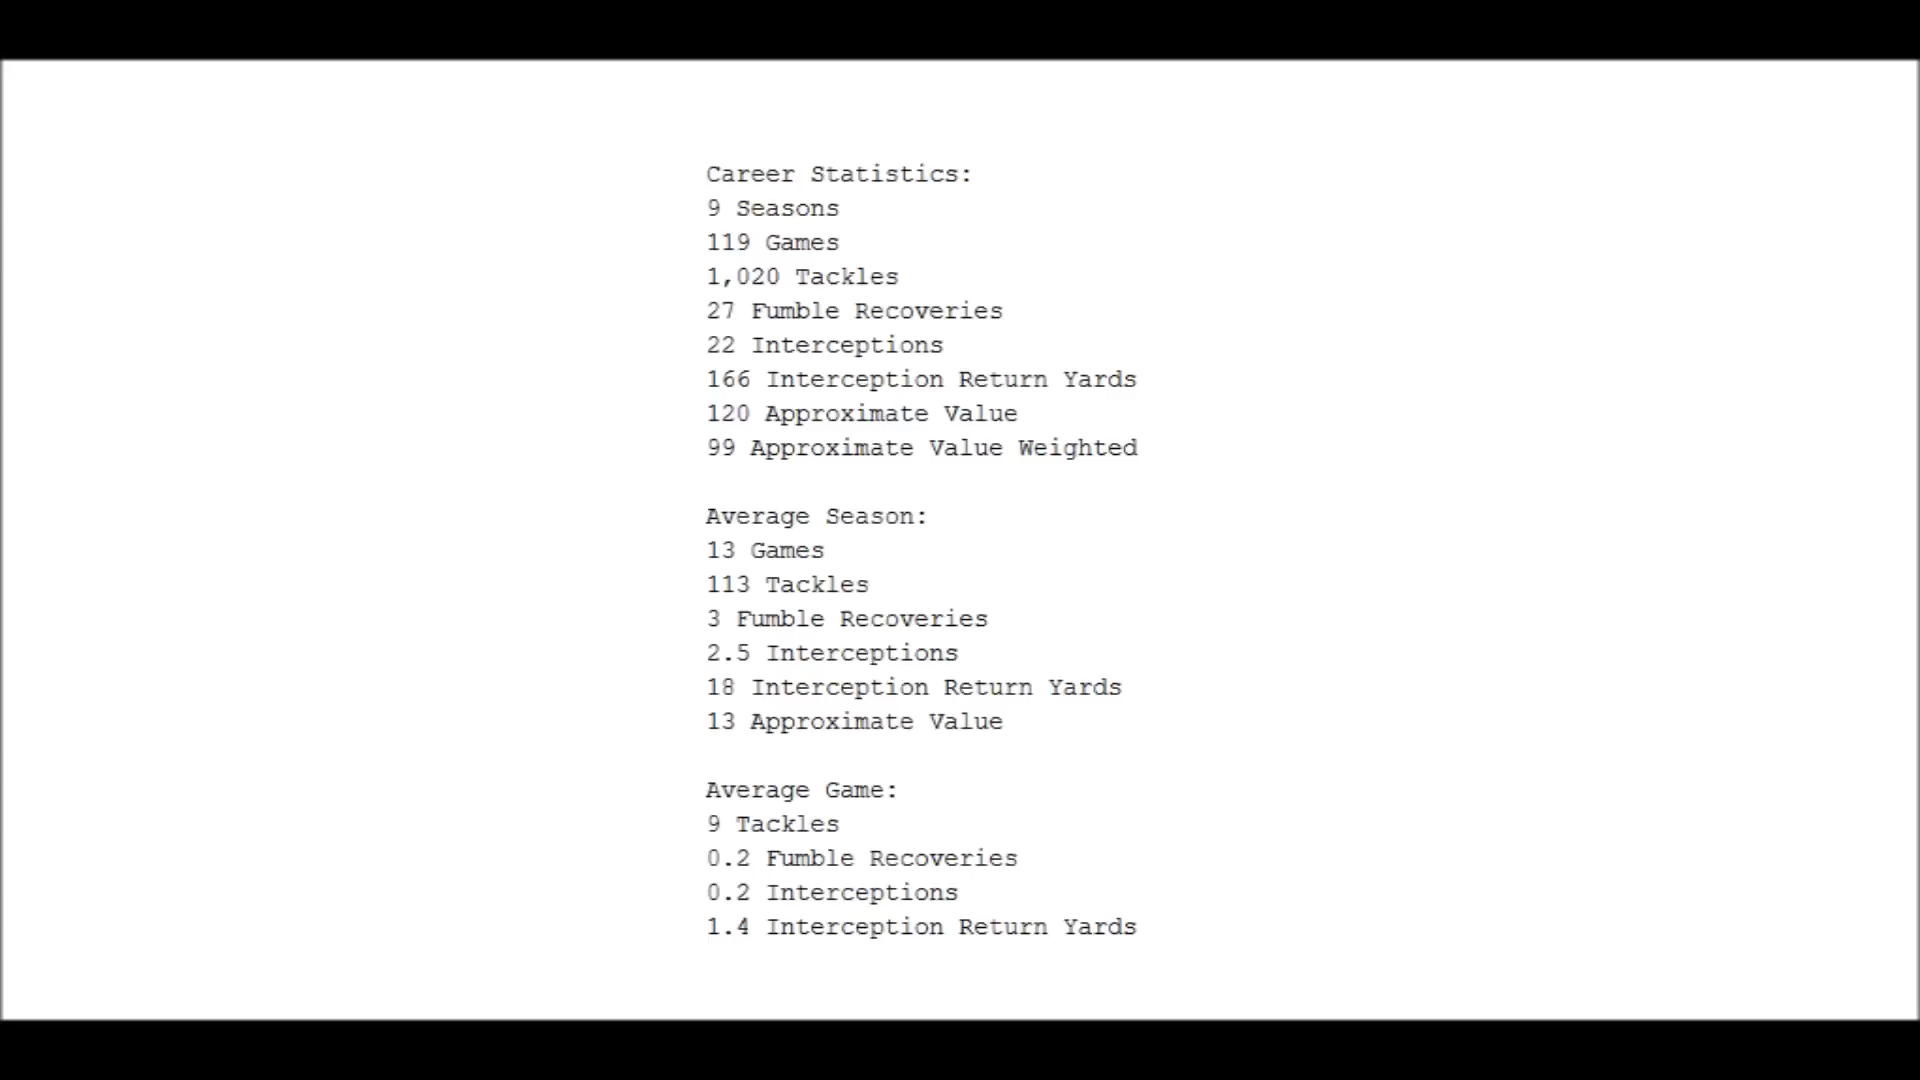 Career Statistics:
9 Seasons
119 Games
1,020 Tackles
27 Fumble Recoveries
22 Interceptions
166 Interception Return Yards
120 Approximate Value
99 Approximate Value Weighted
Average Season:
13 Games
113 Tackles
3 Fumble Recoveries
2.5 Interceptions
18 Interception Return Yards
13 Approximate Value
Average Game:
9 Tackles
0.2 Fumble Recoveries
0.2 Interceptions
1.4 Interception Return Yards